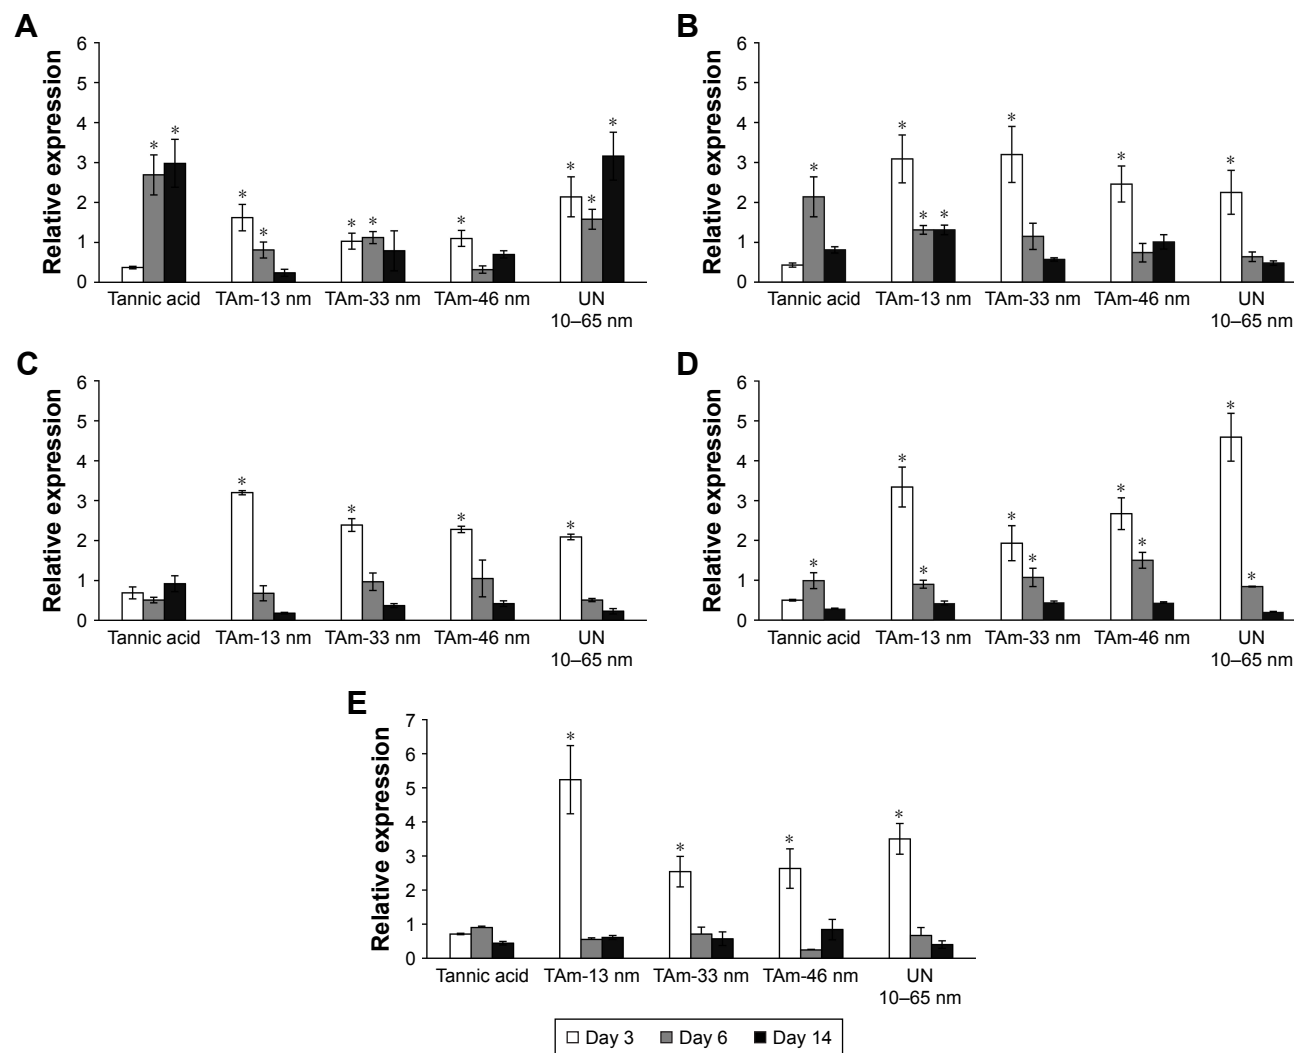 A
Relative expression
6
5
4
3
2
1
0
* * * * * * * * * *
Tannic acid TAm-13 nm TAm-33 nm TAm-46 nm UN
10–65 nm
B
Relative expression
6
5
4
3
2
1
0
* * * * * * *
Tannic acid TAm-13 nm TAm-33 nm TAm-46 nm UN
10–65 nm
C
Relative expression
6
5
4
3
2
1
0
* * * *
Tannic acid TAm-13 nm TAm-33 nm TAm-46 nm UN
10–65 nm
D
Relative expression
6
5
4
3
2
1
0
* * * * * * * * *
Tannic acid TAm-13 nm TAm-33 nm TAm-46 nm UN
10–65 nm
E
Relative expression
7
6
5
4
3
2
1
0
* * * *
Tannic acid TAm-13 nm TAm-33 nm TAm-46 nm UN
10–65 nm
Day 3 Day 6 Day 14